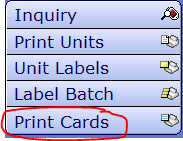 Inquiry
Print Units
Unit Labels
Label Batch
Print Cards